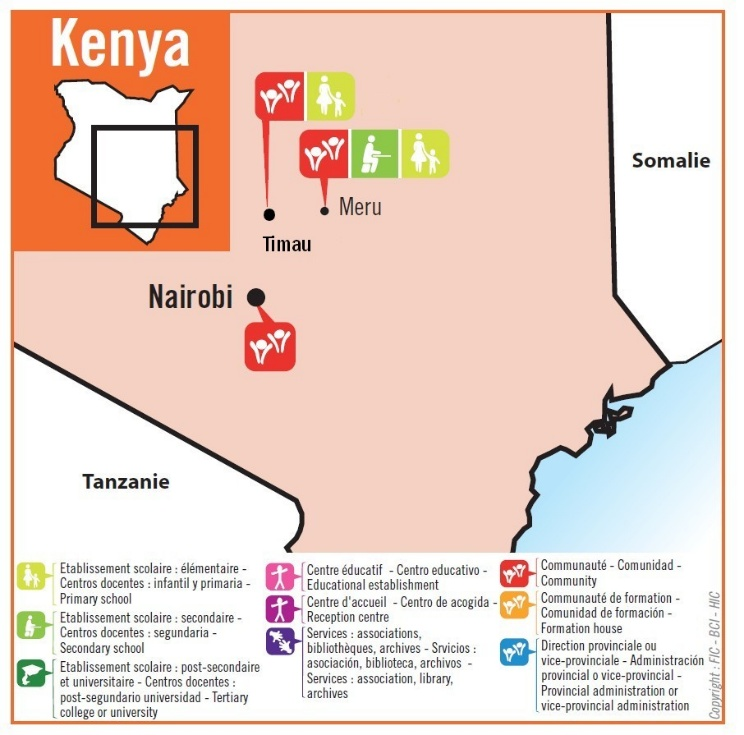 Kenya
Somalie
Meru
Timau
Nairobi
Tanzanie
Etablissement scolaire : élémentaire -
Centros docentes : infantil y primaria -
Primary school
Etablissement scolaire : secondaire -
Centros docentes : segundaria -
Secondary school
Etablissement scolaire : post-secondaire
et universitaire - Centros docentes :
post-segundario universidad - Tertiary
college or university
Centre éducatif - Centro educativo -
Educational establishment
Centre d'accueil - Centro de acogida -
Reception centre
Services : associations,
bibliothèques, archives - Srvicios :
asociación, biblioteca, archivos -
Services : association, library,
archives
Communauté - Comunidad -
Community
Communauté de formation -
Comunidad de formación -
Formation house
Direction provinciale ou
vice-provinciale - Administración
provincial o vice-provincial -
Provincial administration or
vice-provincial administration
Copyright : FIC - BCI - HIC